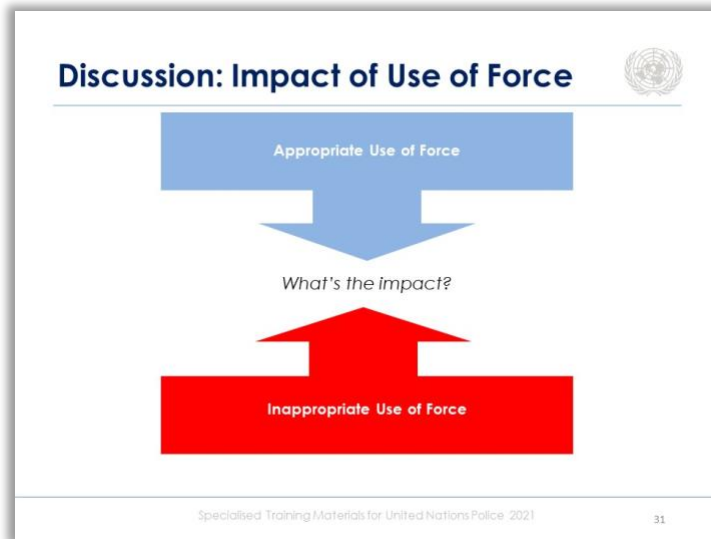 Discussion: Impact of Use of Force
Appropriate Use of Force
What's the impact?
Inappropriate Use of Force
Specialised Training Materials for United Nations Police 2021
31